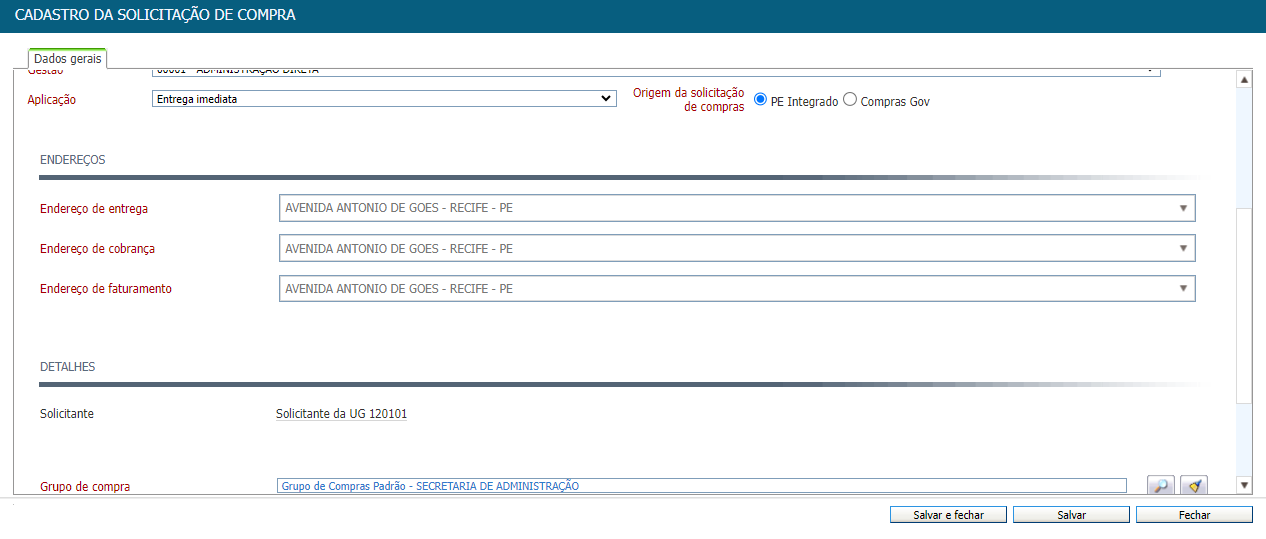 CADASTRO DA SOLICITAÇÃO DE COMPRA
Dados gerais
Gestão 00001 - ADMINISTRAÇÃO DIRETA
Aplicação Entrega imediata Origem da solicitação de compras PE Integrado Compras Gov
ENDEREÇOS
Endereço de entrega AVENIDA ANTONIO DE GOES - RECIFE - PE
Endereço de cobrança AVENIDA ANTONIO DE GOES - RECIFE - PE
Endereço de faturamento AVENIDA ANTONIO DE GOES - RECIFE - PE
DETALHES
Solicitante Solicitante da UG 120101
Grupo de compra Grupo de Compras Padrão - SECRETARIA DE ADMINISTRAÇÃO
Salvar e fechar Salvar Fechar